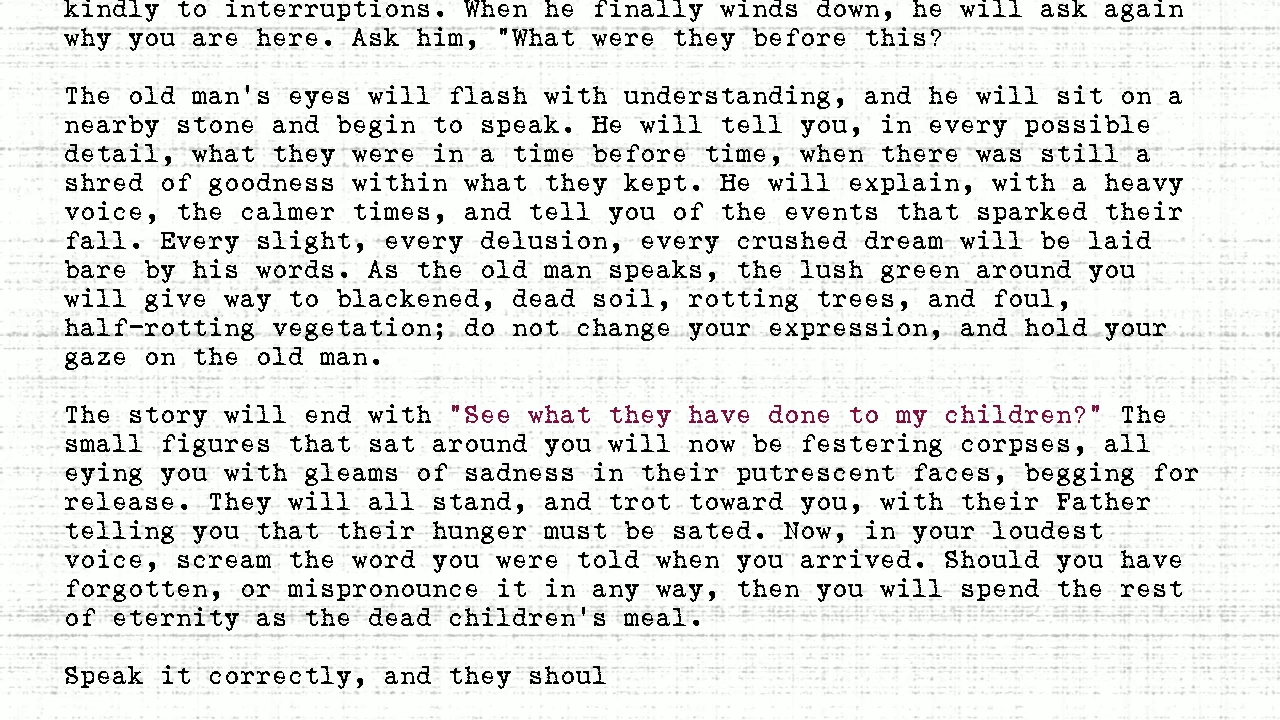 kindly to interruptions. When he finally winds down, he will ask again
why you are here. Ask him, "What were they before this?
The old man's eyes will flash with understanding, and he will sit on a
nearby stone and begin to speak. He will tell you, in every possible
detail, what they were in a time before time, when there was still a
shred of goodness within what they kept. He will explain, with a heavy
voice, the calmer times, and tell you of the events that sparked their
fall. Every slight, every delusion, every crushed dream will be laid
bare by his words. As the old man speaks, the lush green around you
will give way to blackened, dead soil, rotting trees, and foul,
half-rotting vegetation; do not change your expression, and hold your
gaze on the old man.
The story will end with "See what they have done to my children?" The
small figures that sat around you will now be festering corpses, all
eying you with gleams of sadness in their putrescent faces, begging for
release. They will all stand, and trot toward you, with their Father
telling you that their hunger must be sated. Now, in your loudest
voice, scream the word you were told when you arrived. Should you have
forgotten, or mispronounce it in any way, then you will spend the rest
of eternity as the dead children's meal.
Speak it correctly, and they shoul